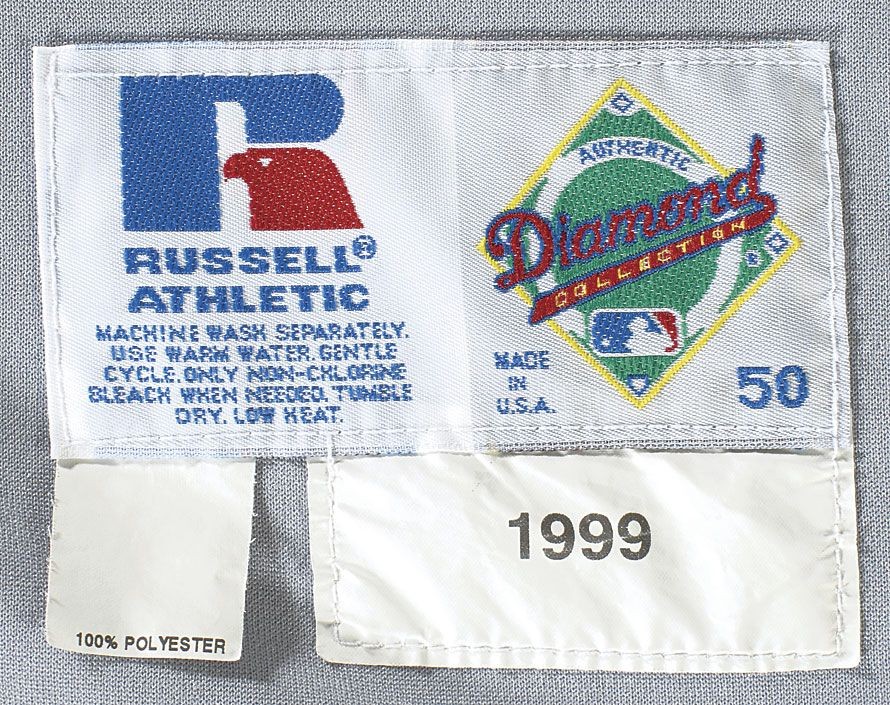 RUSSELL®
ATHLETIC
MACHINE WASH SEPARATELY.
USE WARM WATER. GENTLE
CYCLE. ONLY NON-CHLORINE
BLEACH WHEN NEEDED. TUMBLE
DRY. LOW HEAT.
AUTHENTIC
Diamond
COLLECTION
®
MADE
IN
U.S.A.
50
100% POLYESTER
1999